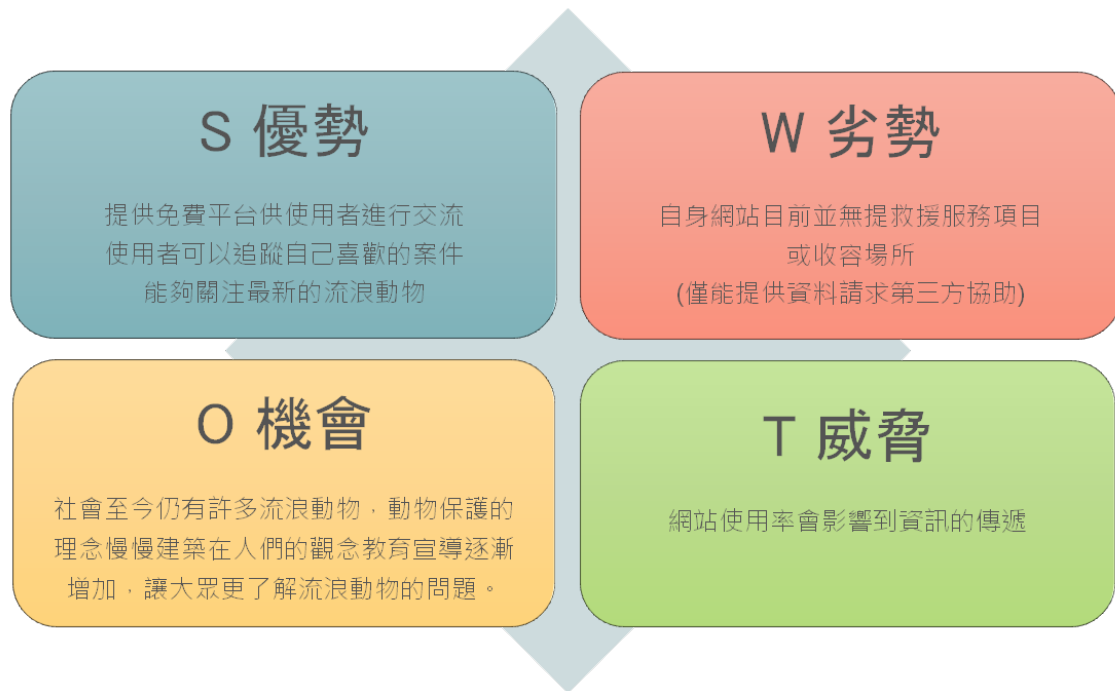 S 優勢
提供免費平台供使用者進行交流
使用者可以追蹤自己喜歡的案件
能夠關注最新的流浪動物
W 劣勢
自身網站目前並無提救援服務項目
或收容場所
(僅能提供資料請求第三方協助)
O 機會
社會至今仍有許多流浪動物，動物保護的
理念慢慢建築在人們的觀念教育宣導逐漸
增加，讓大眾更了解流浪動物的問題。
T 威脅
網站使用率會影響到資訊的傳遞